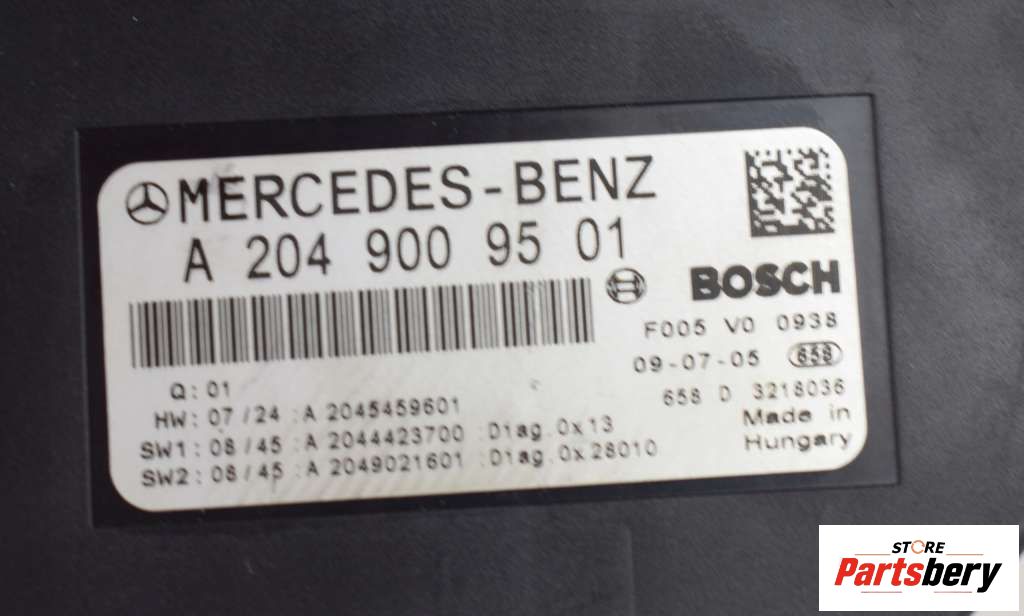 MERCEDES-BENZ
A 204 900 95 01
BOSCH
F005 V0 0938
09-07-05 658
658 D 3218036
Made in
Hungary
Q: 01
HW: 07/24 :A 2045459601
SW1: 08/45 :A 2044423700 :Diag.0x13
SW2: 08/45 :A 2049021601 :Diag.0x28010
STORE
Partsbery